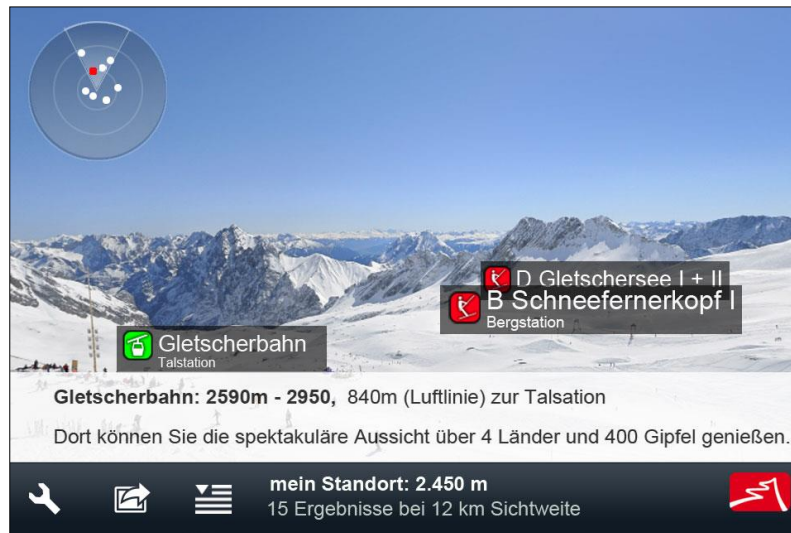 D Gletschersee I + II
B Schneefernerkopf I
Bergstation
Gletscherbahn
Talstation
Gletscherbahn: 2590m - 2950, 840m (Luftlinie) zur Talsation
Dort können Sie die spektakuläre Aussicht über 4 Länder und 400 Gipfel genießen.
mein Standort: 2.450 m
15 Ergebnisse bei 12 km Sichtweite